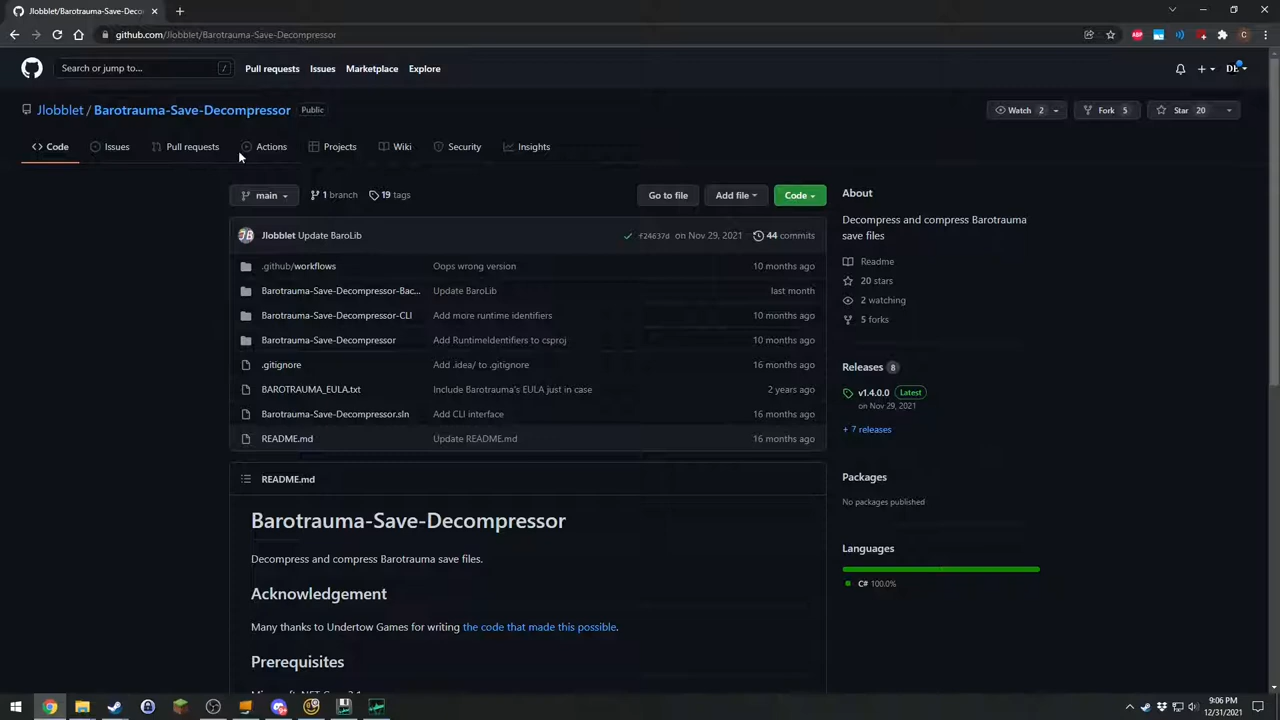 Jlobblet/Barotrauma-Save-Deco
github.com/Jlobblet/Barotrauma-Save-Decompressor
Search or jump to... /
Pull requests Issues Marketplace Explore
Jlobblet / Barotrauma-Save-Decompressor Public
Watch 2 Fork 5 Star 20
Code Issues Pull requests Actions Projects Wiki Security Insights
main 1 branch 19 tags Go to file Add file Code
Jlobblet Update BaroLib f24637d on Nov 29, 2021 44 commits
.github/workflows Oops wrong version 10 months ago
Barotrauma-Save-Decompressor-Bac... Update BaroLib last month
Barotrauma-Save-Decompressor-CLI Add more runtime identifiers 10 months ago
Barotrauma-Save-Decompressor Add RuntimeIdentifiers to csproj 10 months ago
.gitignore Add .idea/ to .gitignore 16 months ago
BAROTRAUMA_EULA.txt Include Barotrauma's EULA just in case 2 years ago
Barotrauma-Save-Decompressor.sln Add CLI interface 16 months ago
README.md Update README.md 16 months ago
README.md
Barotrauma-Save-Decompressor
Decompress and compress Barotrauma save files.
Acknowledgement
Many thanks to Undertow Games for writing the code that made this possible.
Prerequisites
About
Decompress and compress Barotrauma
save files
Readme
20 stars
2 watching
5 forks
Releases 8
v1.4.0.0 Latest
on Nov 29, 2021
+ 7 releases
Packages
No packages published
Languages
C# 100.0%
9:06 PM
12/31/2021